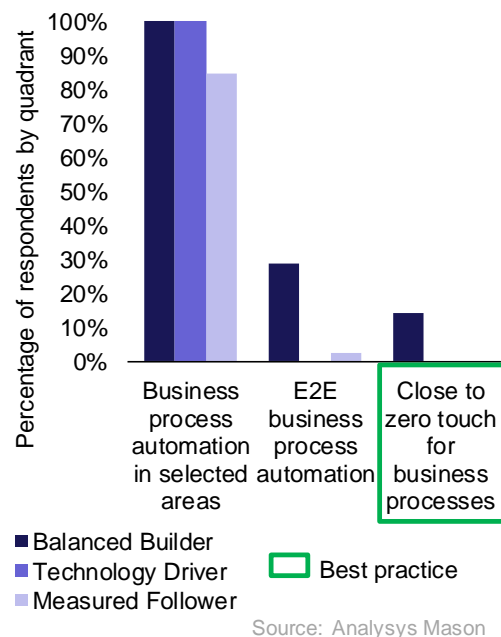 Percentage of respondents by quadrant
100%
90%
80%
70%
60%
50%
40%
30%
20%
10%
0%
Business
process
automation
in selected
areas
E2E
business
process
automation
Close to
zero touch
for
business
processes
Balanced Builder
Technology Driver
Measured Follower
Best practice
Source: Analysys Mason